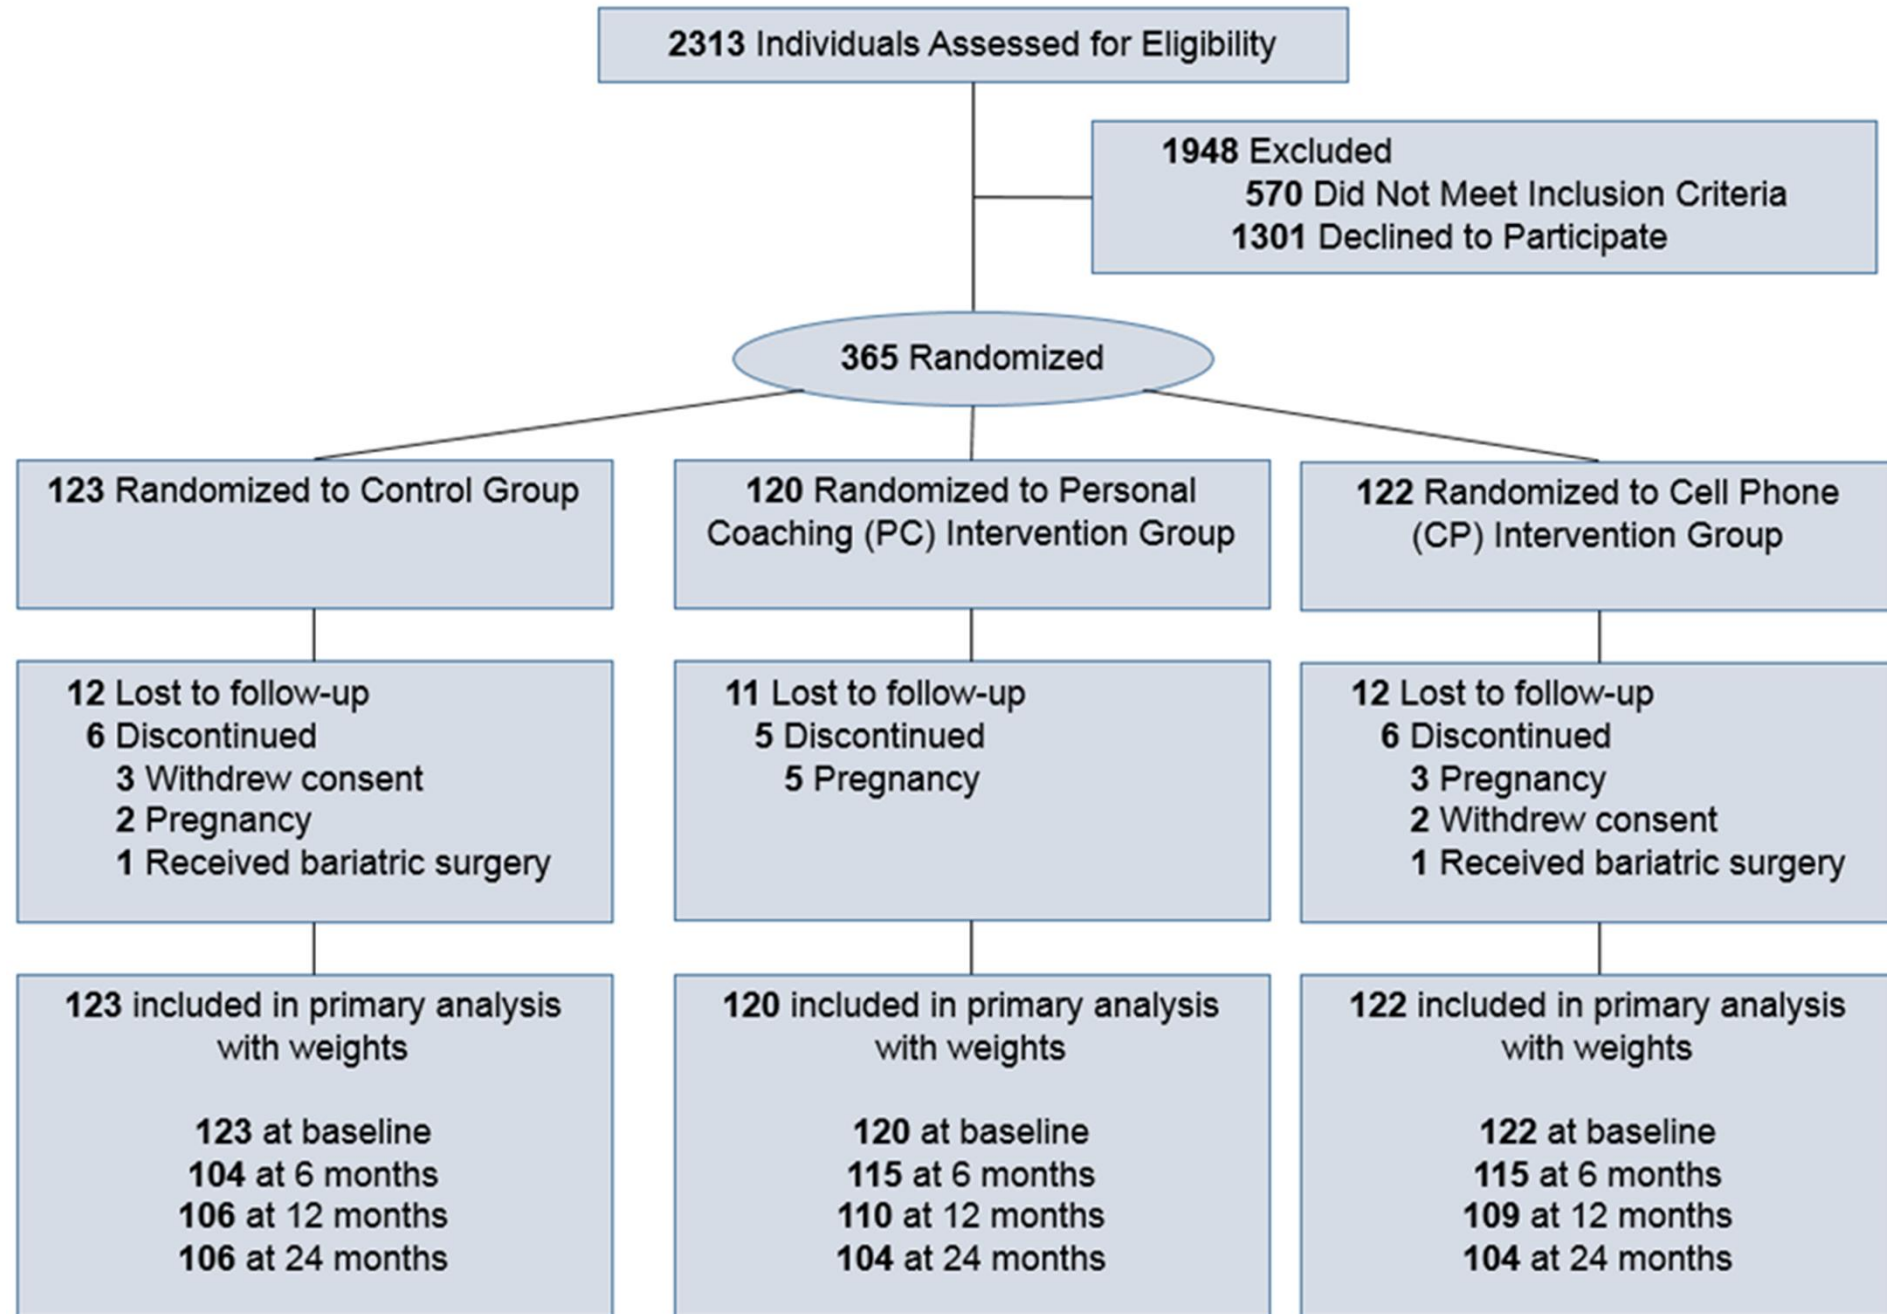 2313 Individuals Assessed for Eligibility
1948 Excluded
570 Did Not Meet Inclusion Criteria
1301 Declined to Participate
365 Randomized
123 Randomized to Control Group
120 Randomized to Personal
Coaching (PC) Intervention Group
122 Randomized to Cell Phone
(CP) Intervention Group
12 Lost to follow-up
6 Discontinued
3 Withdrew consent
2 Pregnancy
1 Received bariatric surgery
11 Lost to follow-up
5 Discontinued
5 Pregnancy
12 Lost to follow-up
6 Discontinued
3 Pregnancy
2 Withdrew consent
1 Received bariatric surgery
123 included in primary analysis
with weights
123 at baseline
104 at 6 months
106 at 12 months
106 at 24 months
120 included in primary analysis
with weights
120 at baseline
115 at 6 months
110 at 12 months
104 at 24 months
122 included in primary analysis
with weights
122 at baseline
115 at 6 months
109 at 12 months
104 at 24 months